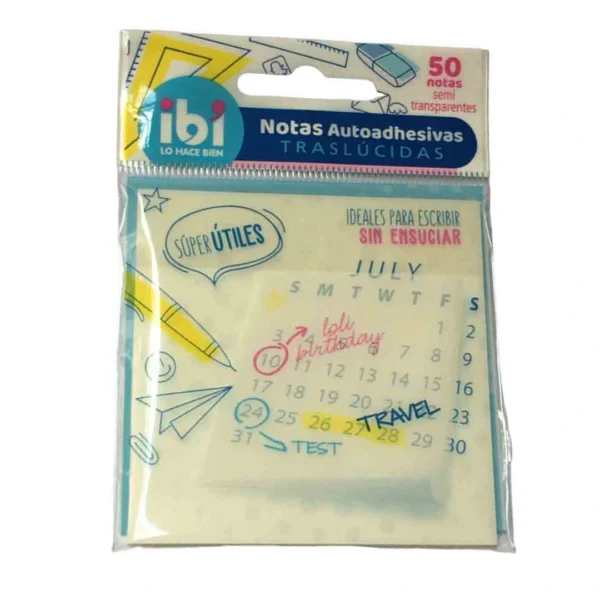 50
notas
semi
transparentes
ibi
LO HACE BIEN
Notas Autoadhesivas
TRASLÚCIDAS
SÚPER ÚTILES
IDEALES PARA ESCRIBIR
SIN ENSUCIAR
JULY
S M T W T F S
1 2
3 4 5 6 7 8 9
loli
birthday
10 11 12 13 14 15 16
17 18 19 20 21 22 23
TRAVEL
24 25 26 27 28 29 30
31
TEST